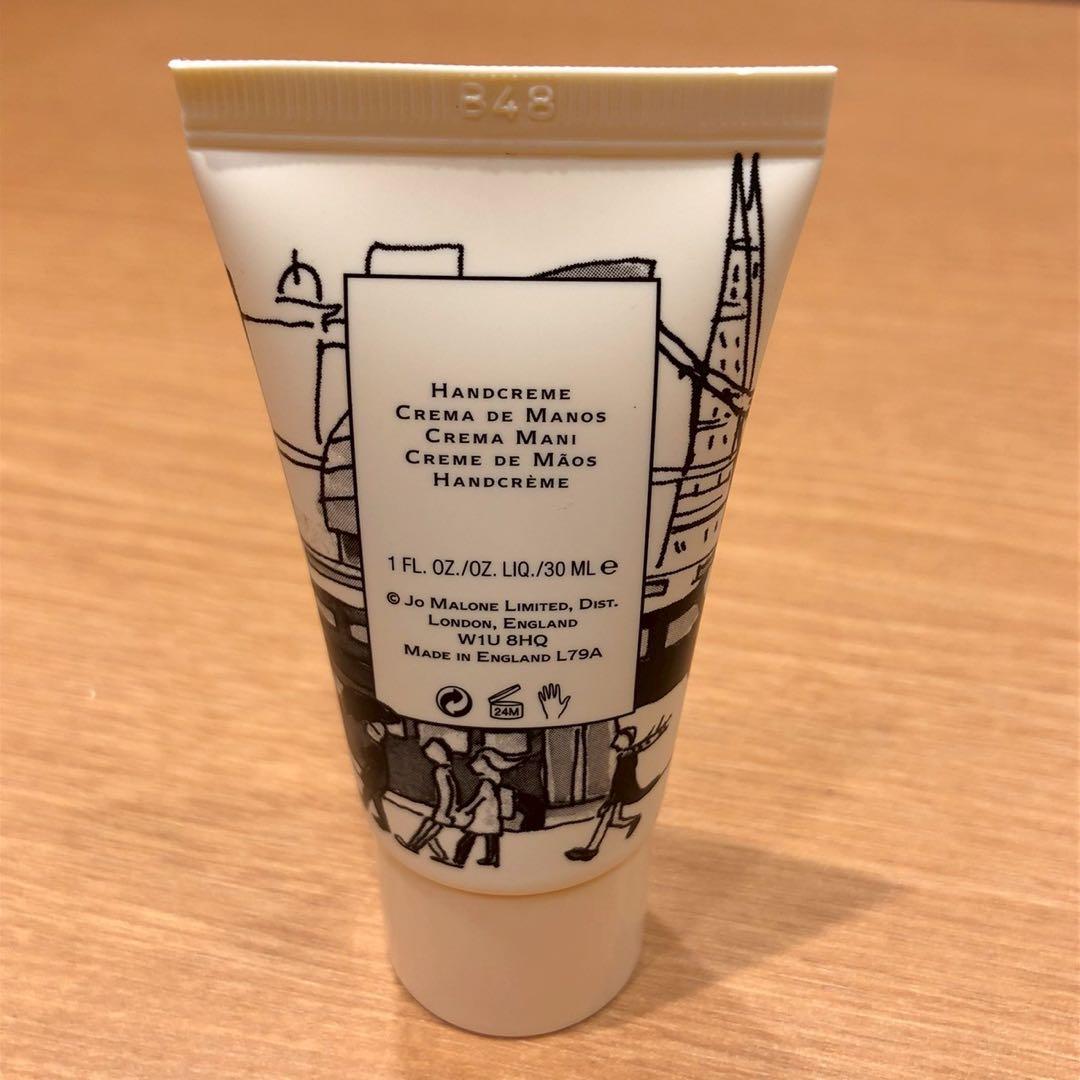 B48
HANDCREME
CREMA DE MANOS
CREMA MANI
CREME DE MÃOS
HANDCRÈME
1 FL. OZ./OZ. LIQ./30 ML ℮
© JO MALONE LIMITED, DIST.
LONDON, ENGLAND
W1U 8HQ
MADE IN ENGLAND L79A
24M